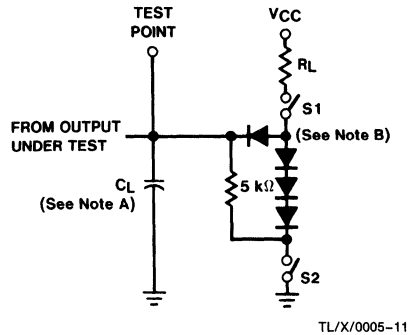 TEST
POINT
VCC
RL
S1
FROM OUTPUT
UNDER TEST
(See Note B)
CL
(See Note A)
5 kΩ
S2
TL/X/0005-11